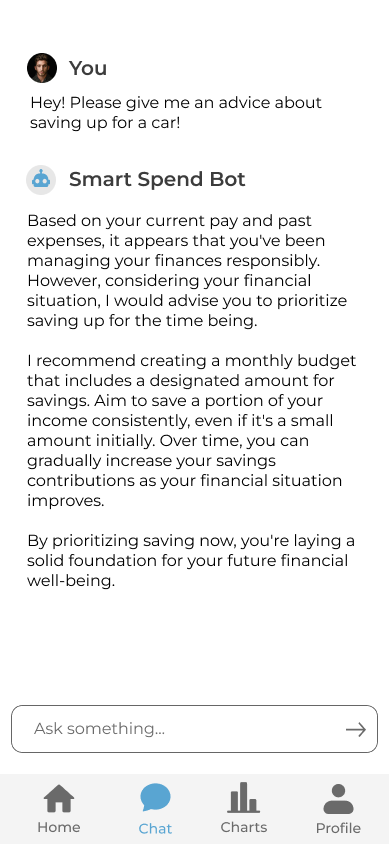 You
Hey! Please give me an advice about
saving up for a car!
Smart Spend Bot
Based on your current pay and past
expenses, it appears that you've been
managing your finances responsibly.
However, considering your financial
situation, I would advise you to prioritize
saving up for the time being.
I recommend creating a monthly budget
that includes a designated amount for
savings. Aim to save a portion of your
income consistently, even if it's a small
amount initially. Over time, you can
gradually increase your savings
contributions as your financial situation
improves.
By prioritizing saving now, you're laying a
solid foundation for your future financial
well-being.
Ask something...
Home Chat Charts Profile